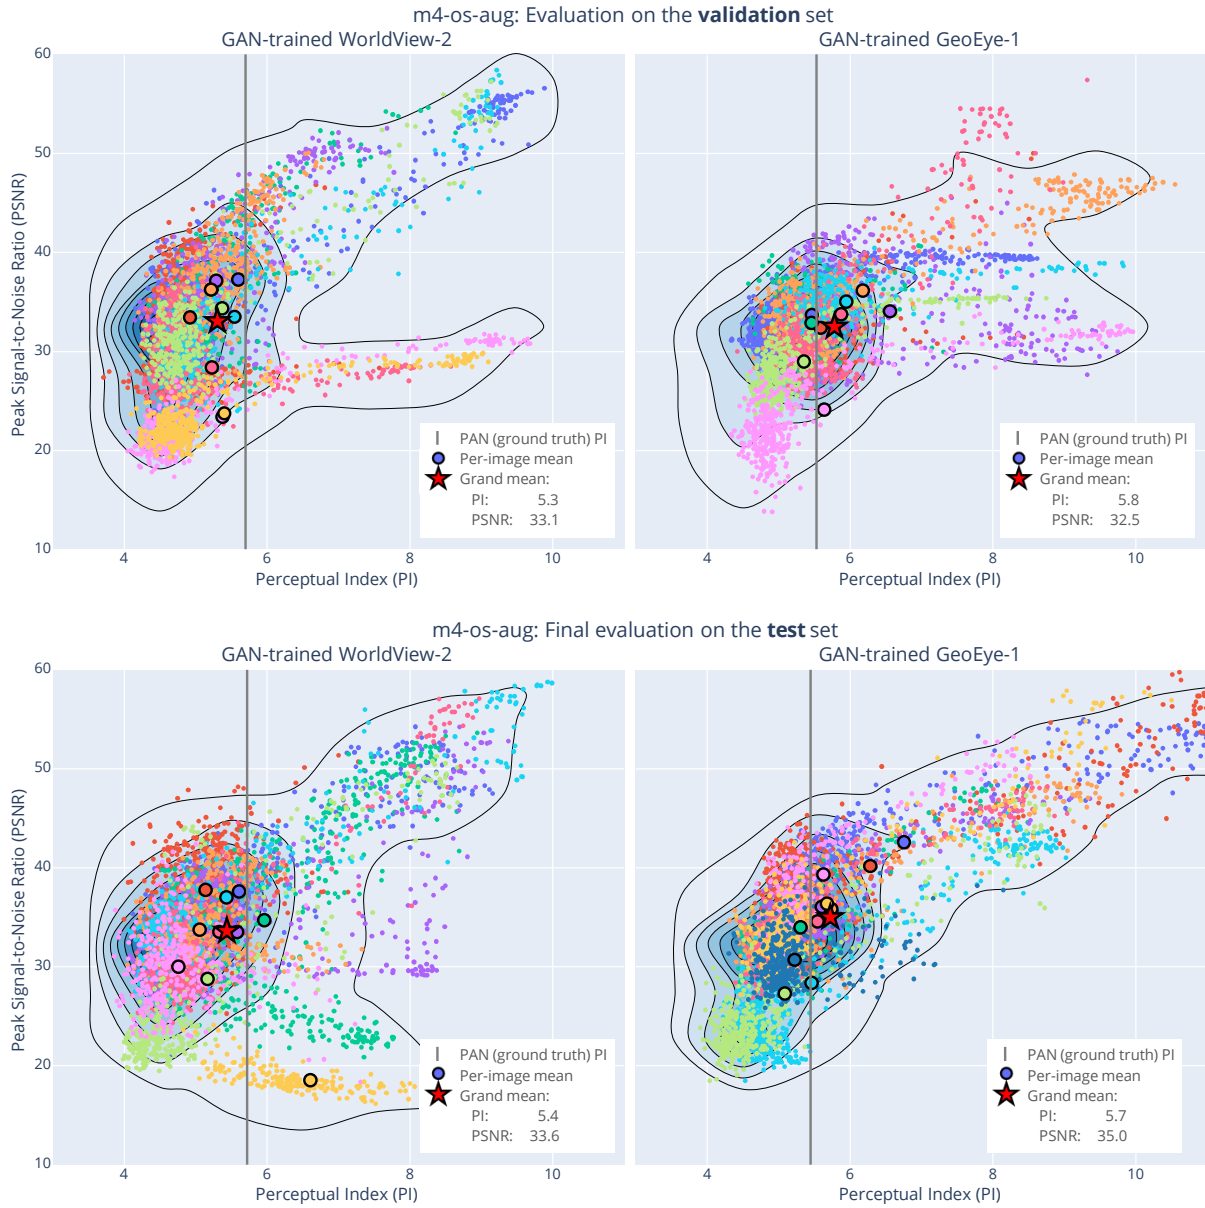 m4-os-aug: Evaluation on the validation set
GAN-trained WorldView-2
GAN-trained GeoEye-1
60
50
40
30
20
10
Peak Signal-to-Noise Ratio (PSNR)
PAN (ground truth) PI
Per-image mean
Grand mean:
PI: 5.3
PSNR: 33.1
PAN (ground truth) PI
Per-image mean
Grand mean:
PI: 5.8
PSNR: 32.5
4 6 8 10
4 6 8 10
Perceptual Index (PI)
Perceptual Index (PI)
m4-os-aug: Final evaluation on the test set
GAN-trained WorldView-2
GAN-trained GeoEye-1
60
50
40
30
20
10
Peak Signal-to-Noise Ratio (PSNR)
PAN (ground truth) PI
Per-image mean
Grand mean:
PI: 5.4
PSNR: 33.6
PAN (ground truth) PI
Per-image mean
Grand mean:
PI: 5.7
PSNR: 35.0
4 6 8 10
4 6 8 10
Perceptual Index (PI)
Perceptual Index (PI)